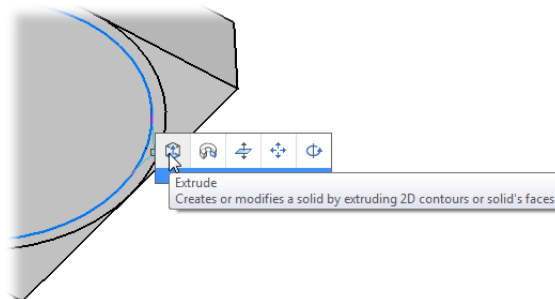 Extrude
Creates or modifies a solid by extruding 2D contours or solid's faces